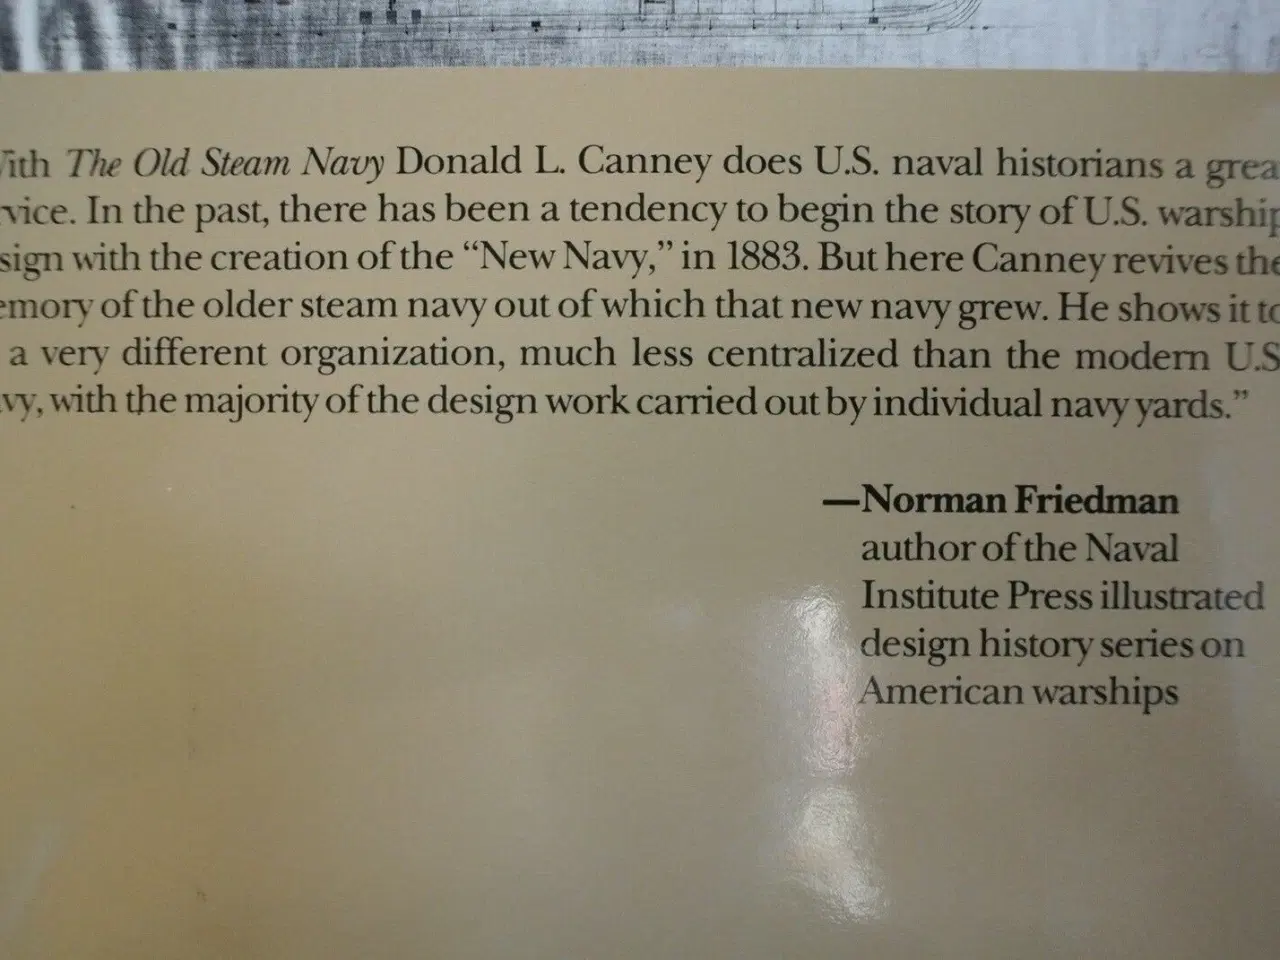 With The Old Steam Navy Donald L. Canney does U.S. naval historians a grea
vice. In the past, there has been a tendency to begin the story of U.S. warship
sign with the creation of the “New Navy,” in 1883. But here Canney revives the
emory of the older steam navy out of which that new navy grew. He shows it to
a very different organization, much less centralized than the modern U.S.
vy, with the majority of the design work carried out by individual navy yards.”
—Norman Friedman
author of the Naval
Institute Press illustrated
design history series on
American warships